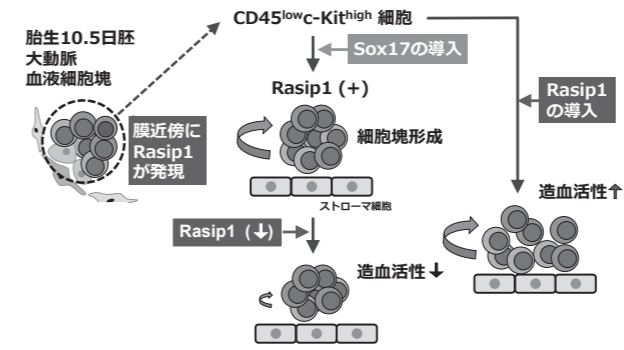 CD45lowc-Kithigh 細胞
胎生10.5日胚
大動脈
血液細胞塊
Sox17の導入
Rasip1 (+)
Rasip1
の導入
膜近傍に
Rasip1
が発現
細胞塊形成
ストローマ細胞
造血活性↑
Rasip1 (↓)
造血活性↓